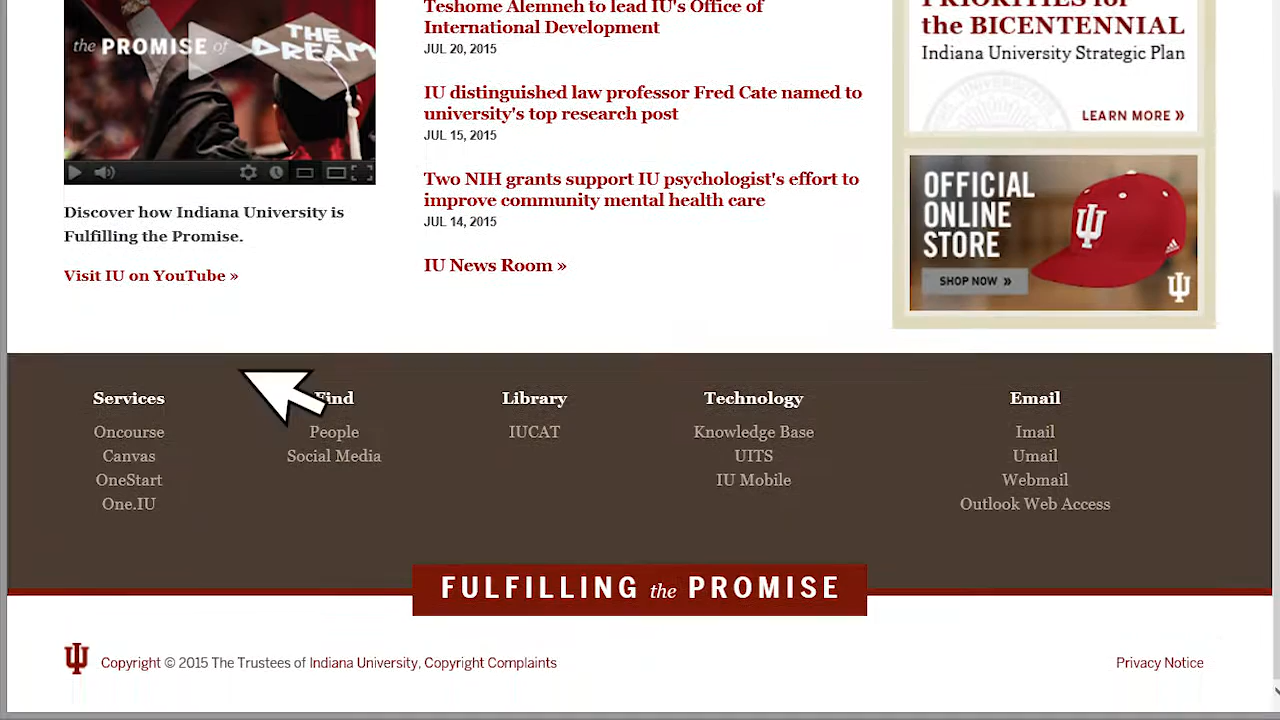 the PROMISE of
THE
DREAM
Discover how Indiana University is
Fulfilling the Promise.
Visit IU on YouTube »
Teshome Alemneh to lead IU's Office of
International Development
JUL 20, 2015
IU distinguished law professor Fred Cate named to
university's top research post
JUL 15, 2015
Two NIH grants support IU psychologist's effort to
improve community mental health care
JUL 14, 2015
IU News Room »
PRIORITIES for
the BICENTENNIAL
Indiana University Strategic Plan
LEARN MORE »
OFFICIAL
ONLINE
STORE
SHOP NOW »
Services
Oncourse
Canvas
OneStart
One.IU
Find
People
Social Media
Library
IUCAT
Technology
Knowledge Base
UITS
IU Mobile
Email
Imail
Umail
Webmail
Outlook Web Access
FULFILLING the PROMISE
Copyright © 2015 The Trustees of Indiana University, Copyright Complaints
Privacy Notice